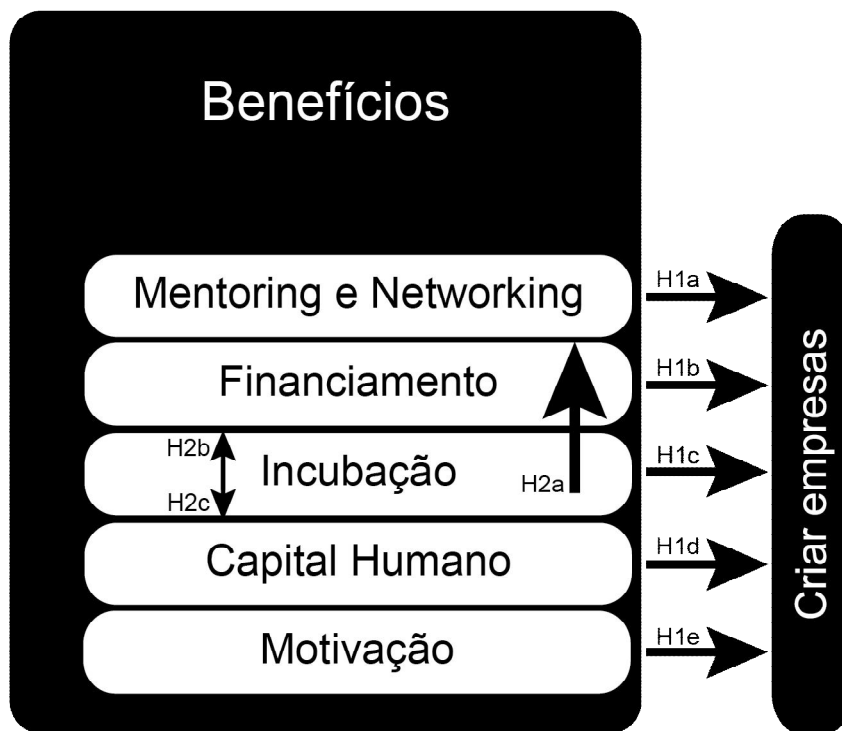 Benefícios
Mentoring e Networking
H1a
Financiamento
H1b
H2b
Incubação
H2c
H2a
H1c
Capital Humano
H1d
Motivação
H1e
Criar empresas